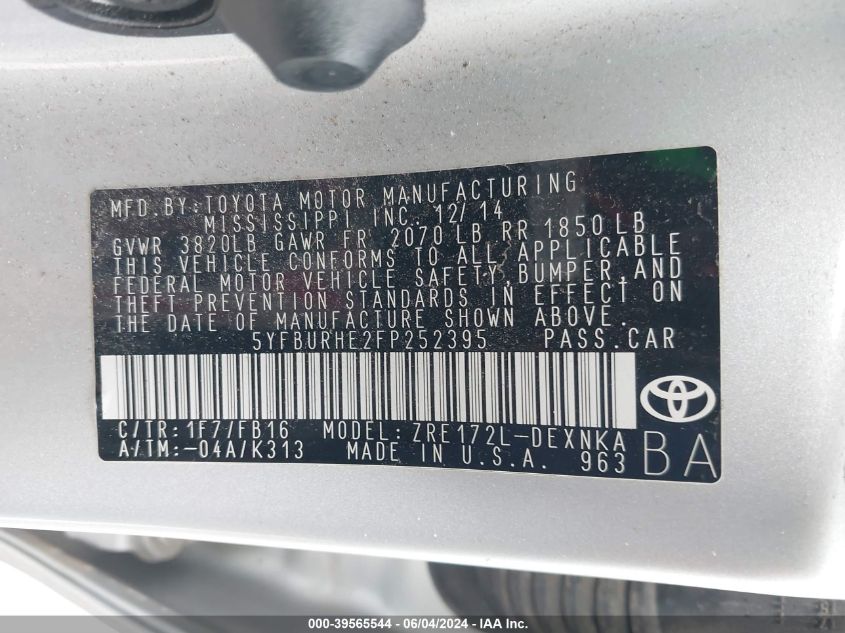 MFD. BY: TOYOTA MOTOR MANUFACTURING
MISSISSIPPI INC. 12/14
GVWR 3820LB GAWR FR 2070 LB RR 1850 LB
THIS VEHICLE CONFORMS TO ALL APPLICABLE
FEDERAL MOTOR VEHICLE SAFETY, BUMPER, AND
THEFT PREVENTION STANDARDS IN EFFECT ON
THE DATE OF MANUFACTURE SHOWN ABOVE.
5YFBURHE2FP252395 PASS. CAR
C/TR: 1F7/FB16 MODEL: ZRE172L-DEXNKA
A/TM: -04A/K313 MADE IN U.S.A. 963
BA
000-39565544 - 06/04/2024 - IAA Inc.